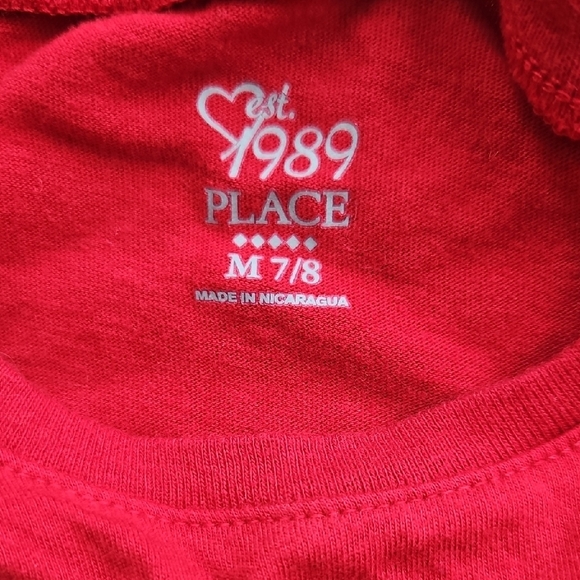 est.
1989
PLACE
M 7/8
MADE IN NICARAGUA